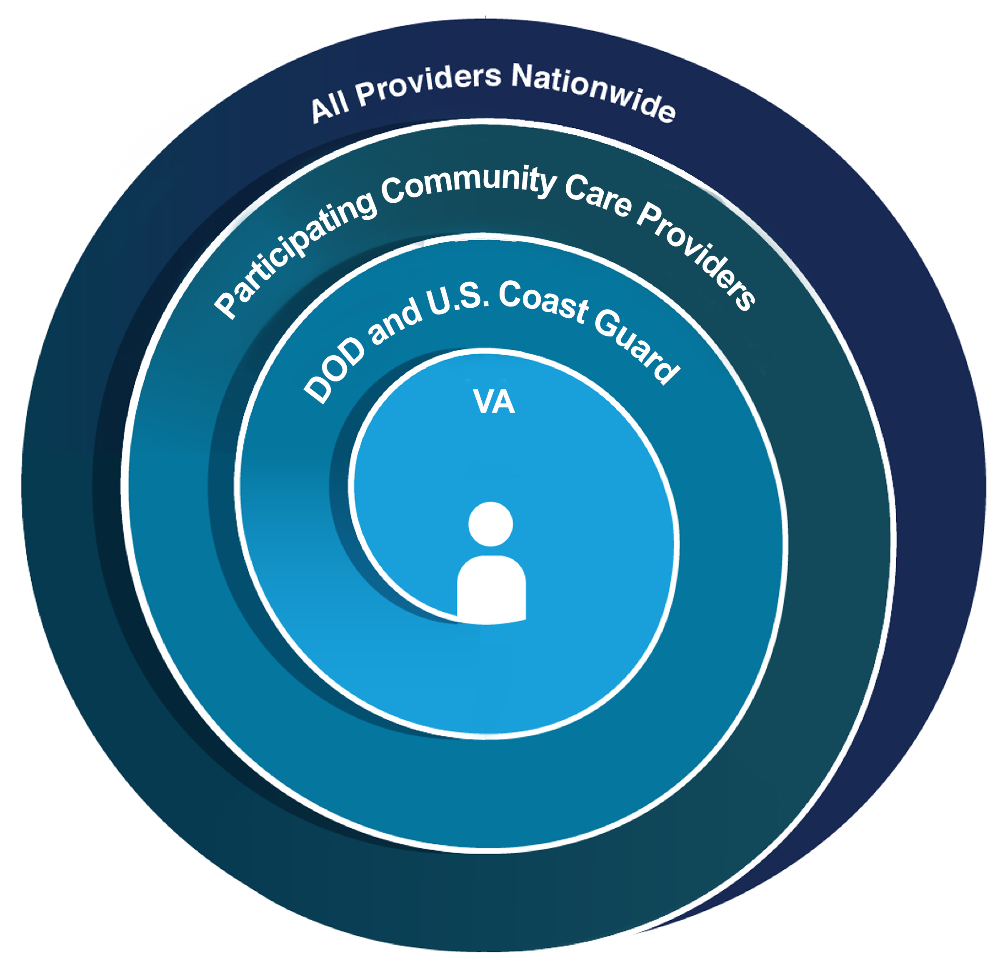 All Providers Nationwide
Participating Community Care Providers
DOD and U.S. Coast Guard
VA